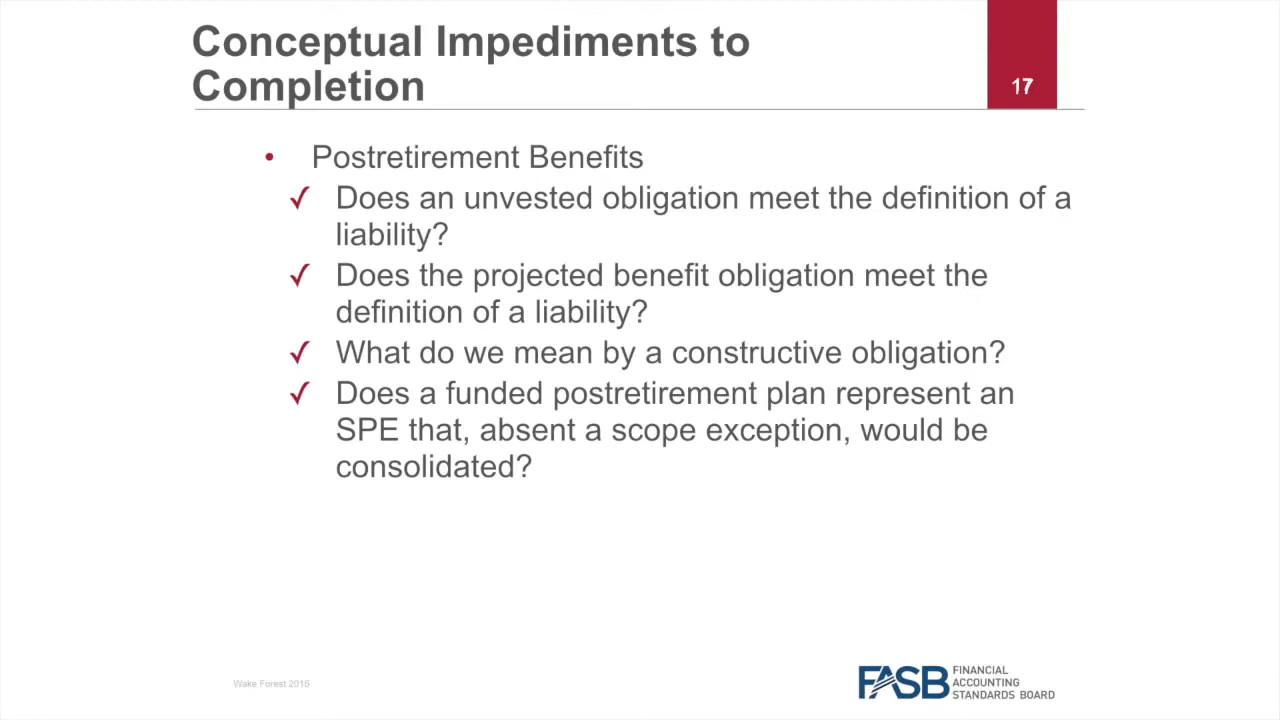 Conceptual Impediments to
Completion
17
• Postretirement Benefits
✓ Does an unvested obligation meet the definition of a
liability?
✓ Does the projected benefit obligation meet the
definition of a liability?
✓ What do we mean by a constructive obligation?
✓ Does a funded postretirement plan represent an
SPE that, absent a scope exception, would be
consolidated?
Wake Forest 2015
FASB
FINANCIAL
ACCOUNTING
STANDARDS BOARD